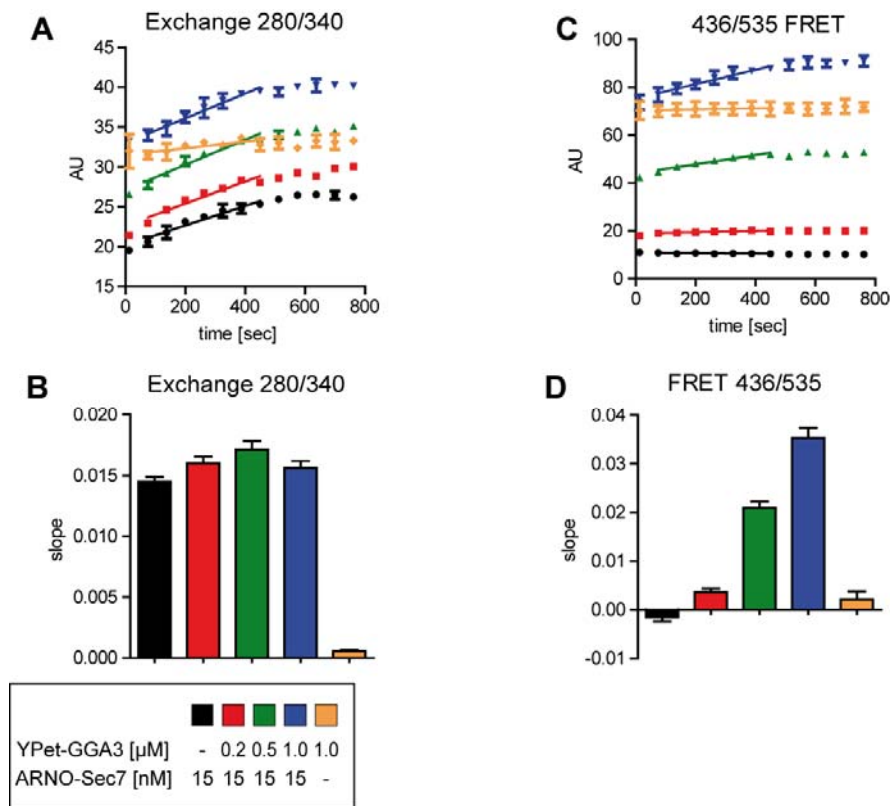 A
Exchange 280/340
45
40
35
30
25
20
15
AU
0 200 400 600 800
time [sec]
C
436/535 FRET
100
80
60
40
20
0
AU
0 200 400 600 800
time [sec]
B
Exchange 280/340
0.020
0.015
0.010
0.005
0.000
slope
D
FRET 436/535
0.04
0.03
0.02
0.01
0.00
-0.01
slope
YPet-GGA3 [µM] - 0.2 0.5 1.0 1.0
ARNO-Sec7 [nM] 15 15 15 15 -